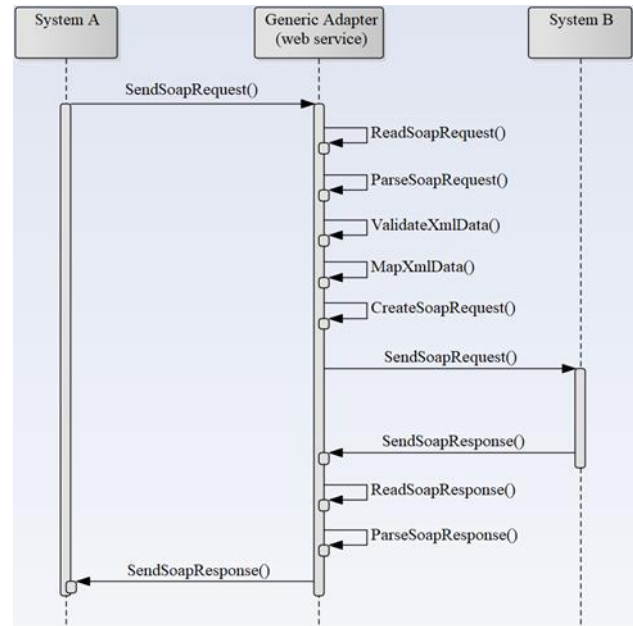 System A
Generic Adapter
(web service)
System B
SendSoapRequest()
ReadSoapRequest()
ParseSoapRequest()
ValidateXmlData()
MapXmlData()
CreateSoapRequest()
SendSoapRequest()
SendSoapResponse()
ReadSoapResponse()
ParseSoapResponse()
SendSoapResponse()